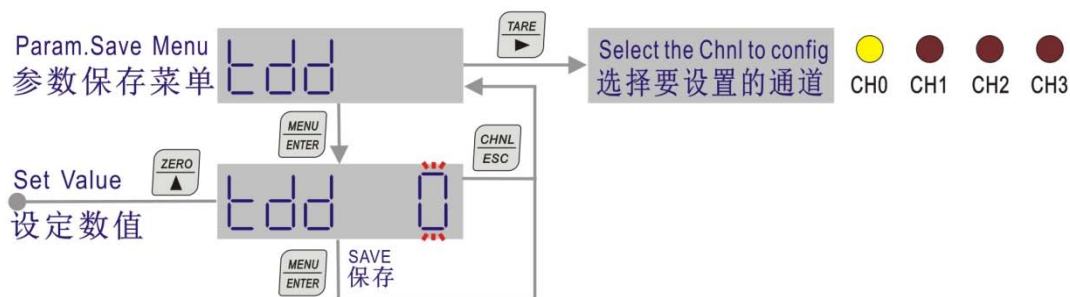 TARE
Param.Save Menu
tdd
Select the Chnl to config
参数保存菜单
选择要设置的通道
CH0 CH1 CH2 CH3
MENU
ENTER
CHNL
ESC
ZERO
Set Value
tdd 0
设定数值
MENU
ENTER
SAVE
保存